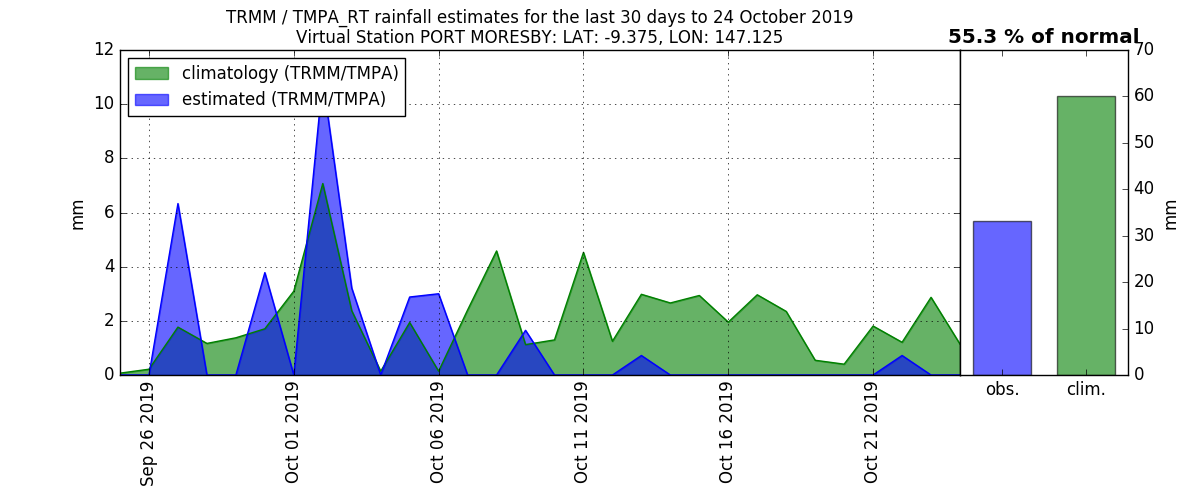 TRMM / TMPA_RT rainfall estimates for the last 30 days to 24 October 2019
Virtual Station PORT MORESBY: LAT: -9.375, LON: 147.125
55.3 % of normal
climatology (TRMM/TMPA)
estimated (TRMM/TMPA)
mm
12
10
8
6
4
2
0
Sep 26 2019
Oct 01 2019
Oct 06 2019
Oct 11 2019
Oct 16 2019
Oct 21 2019
obs.
clim.
70
60
50
40
30
20
10
0
mm